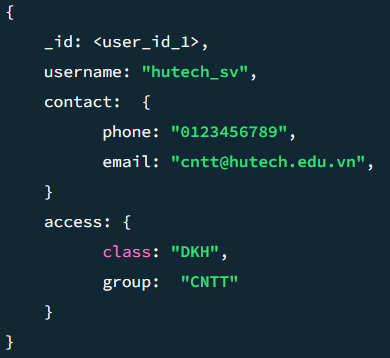 {
_id: <user_id_1>,
username: "hutech_sv",
contact:  {
phone: "0123456789",
email: "cntt@hutech.edu.vn",
}
access: {
class: "DKH",
group:  "CNTT"
}
}